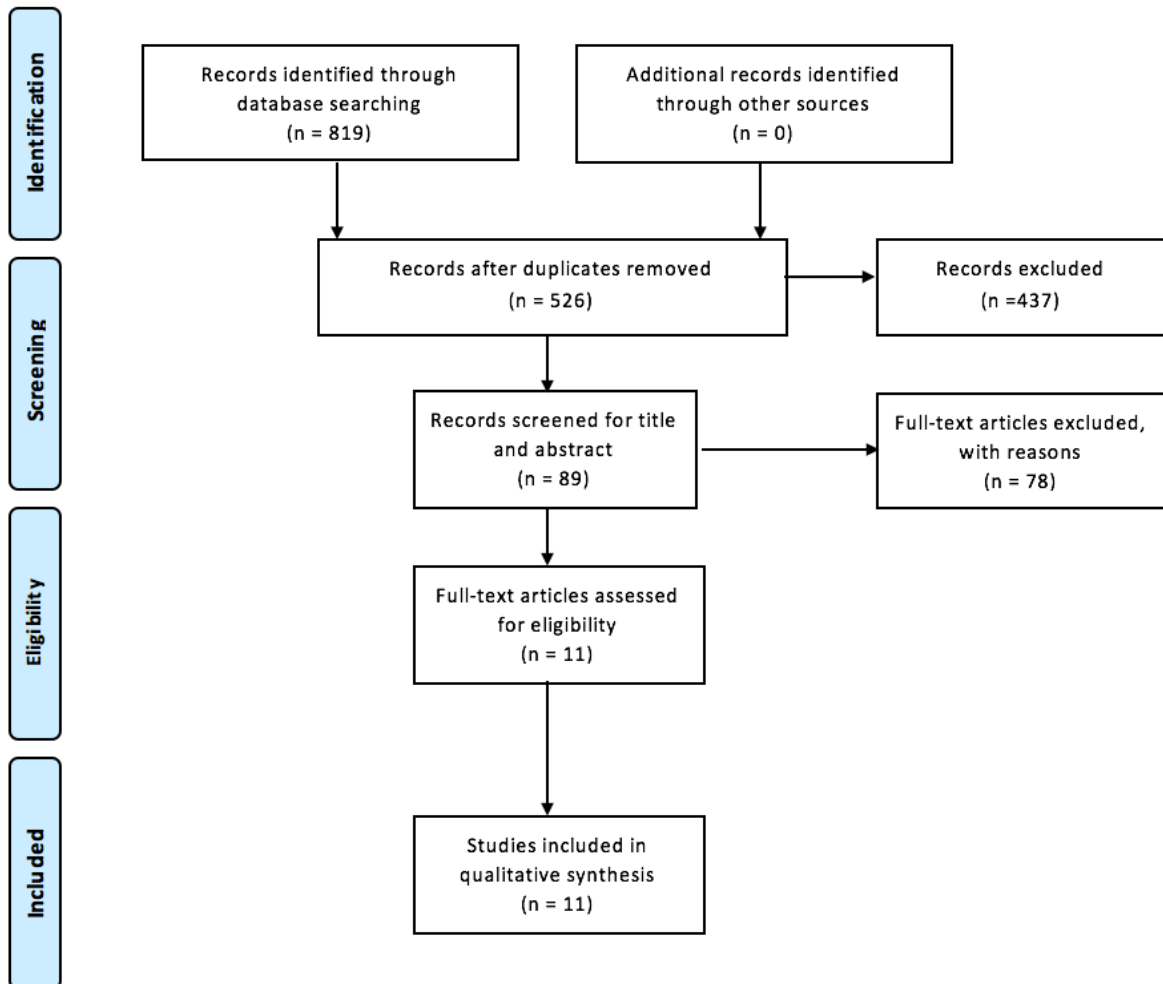 Identification
Records identified through
database searching
(n = 819)
Additional records identified
through other sources
(n = 0)
Screening
Records after duplicates removed
(n = 526)
Records excluded
(n =437)
Records screened for title
and abstract
(n = 89)
Full-text articles excluded,
with reasons
(n = 78)
Eligibility
Full-text articles assessed
for eligibility
(n = 11)
Included
Studies included in
qualitative synthesis
(n = 11)